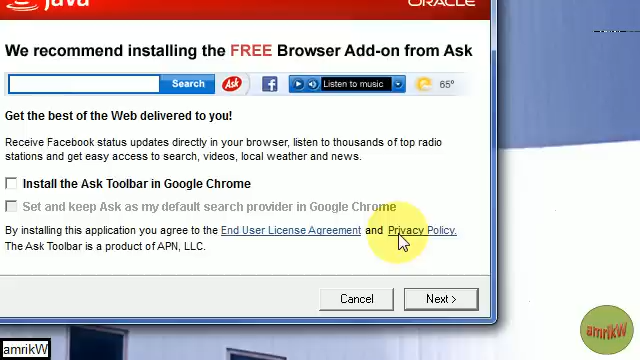 Java
ORACLE
We recommend installing the FREE Browser Add-on from Ask
Search Ask Listen to music 65°
Get the best of the Web delivered to you!
Receive Facebook status updates directly in your browser, listen to thousands of top radio
stations and get easy access to search, videos, local weather and news.
Install the Ask Toolbar in Google Chrome
Set and keep Ask as my default search provider in Google Chrome
By installing this application you agree to the End User License Agreement and Privacy Policy.
The Ask Toolbar is a product of APN, LLC.
Cancel Next >
amrikW
amrikW